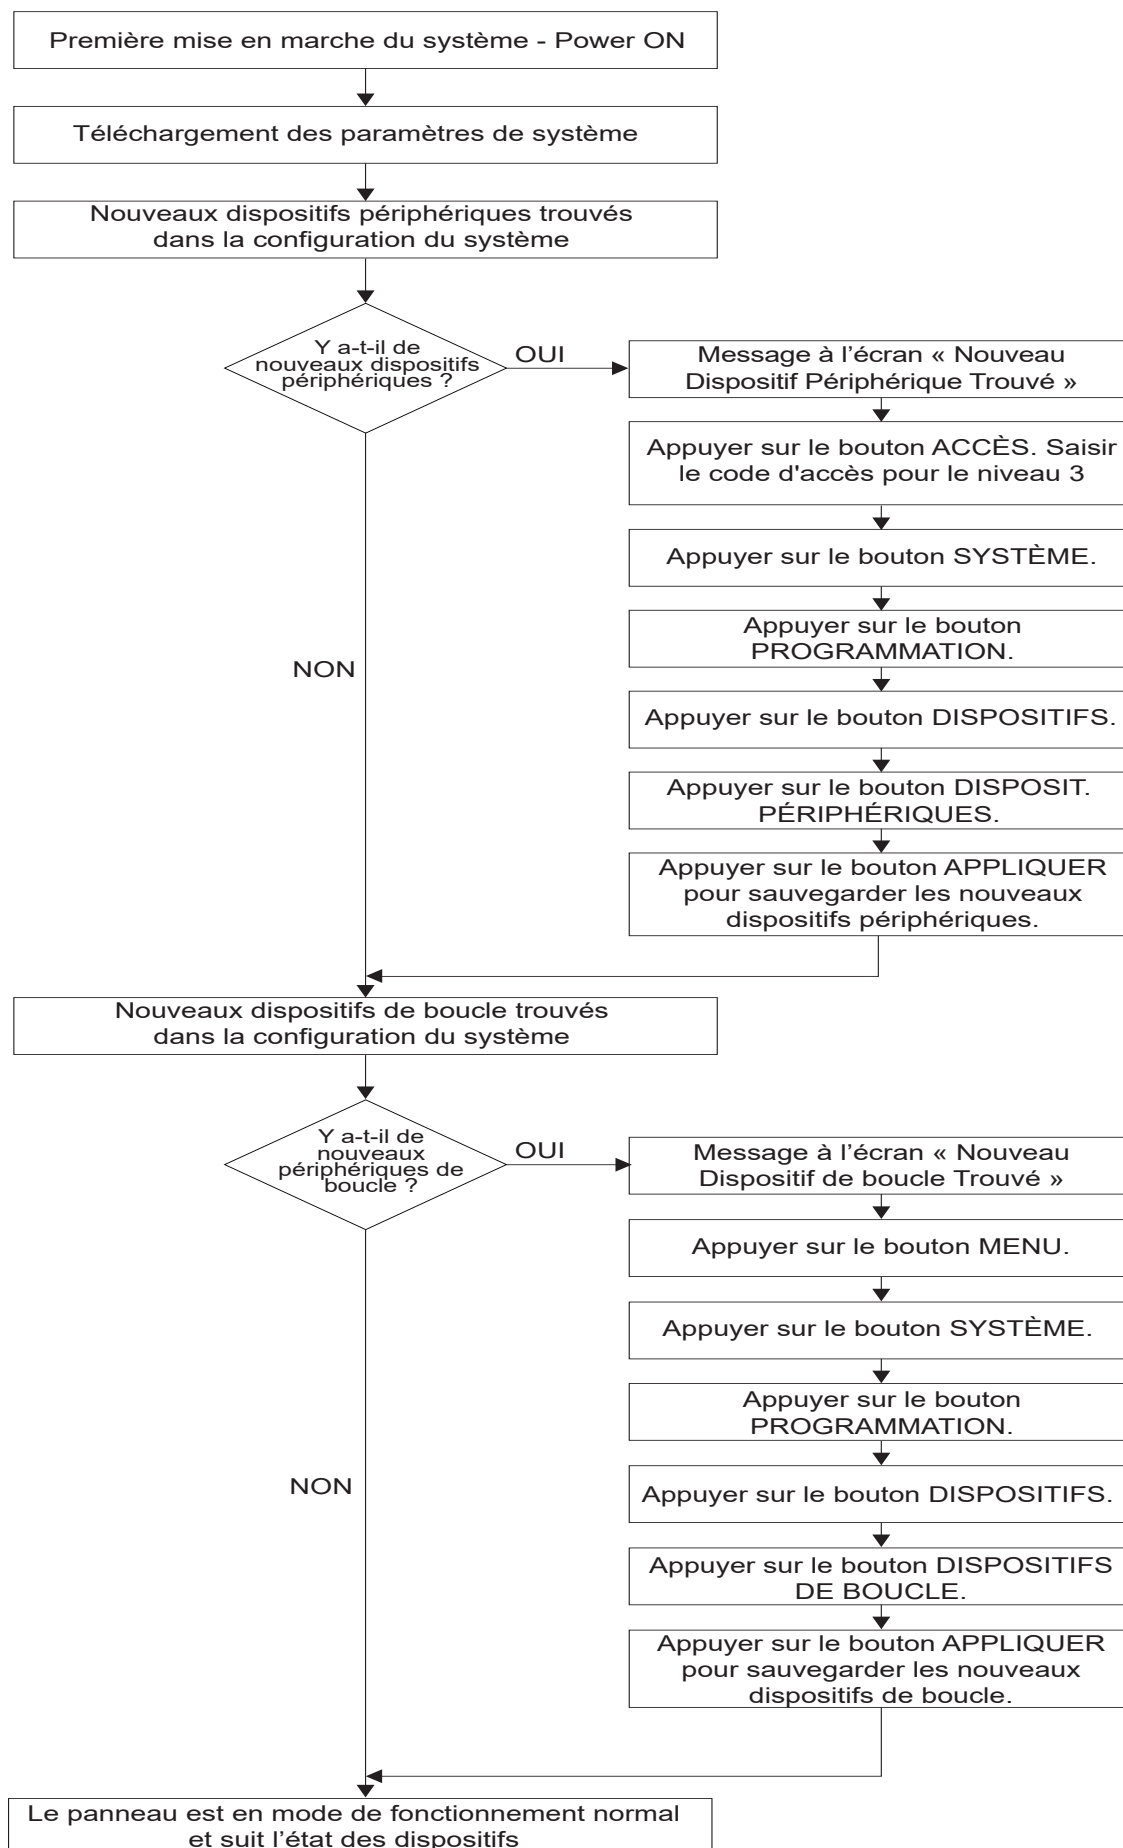 Première mise en marche du système - Power ON
Téléchargement des paramètres de système
Nouveaux dispositifs périphériques trouvés
dans la configuration du système
Y a-t-il de
nouveaux dispositifs
périphériques ?
OUI
Message à l’écran « Nouveau
Dispositif Périphérique Trouvé »
Appuyer sur le bouton ACCÈS. Saisir
le code d'accès pour le niveau 3
Appuyer sur le bouton SYSTÈME.
Appuyer sur le bouton
PROGRAMMATION.
NON
Appuyer sur le bouton DISPOSITIFS.
Appuyer sur le bouton DISPOSIT.
PÉRIPHÉRIQUES.
Appuyer sur le bouton APPLIQUER
pour sauvegarder les nouveaux
dispositifs périphériques.
Nouveaux dispositifs de boucle trouvés
dans la configuration du système
Y a-t-il de
nouveaux
périphériques de
boucle ?
OUI
Message à l’écran « Nouveau
Dispositif de boucle Trouvé »
Appuyer sur le bouton MENU.
Appuyer sur le bouton SYSTÈME.
Appuyer sur le bouton
PROGRAMMATION.
NON
Appuyer sur le bouton DISPOSITIFS.
Appuyer sur le bouton DISPOSITIFS
DE BOUCLE.
Appuyer sur le bouton APPLIQUER
pour sauvegarder les nouveaux
dispositifs de boucle.
Le panneau est en mode de fonctionnement normal
et suit l’état des dispositifs